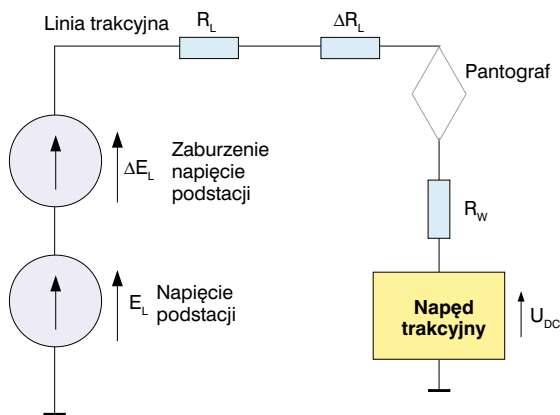 Linia trakcyjna
R_L
ΔR_L
Pantograf
ΔE_L
Zaburzenie
napięcie
podstacji
R_W
E_L
Napięcie
podstacji
Napęd
trakcyjny
U_DC